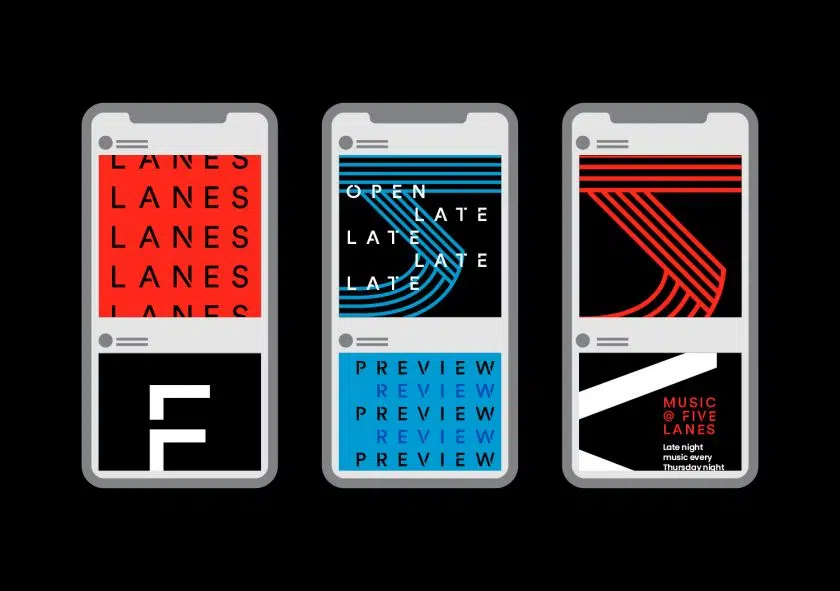 LANES
LANES
LANES
LANES
LANES
F
OPEN
LATE
LATE
LATE
LATE
PREVIEW
REVIEW
PREVIEW
REVIEW
PREVIEW
MUSIC
@ FIVE
LANES
Late night
music every
Thursday night